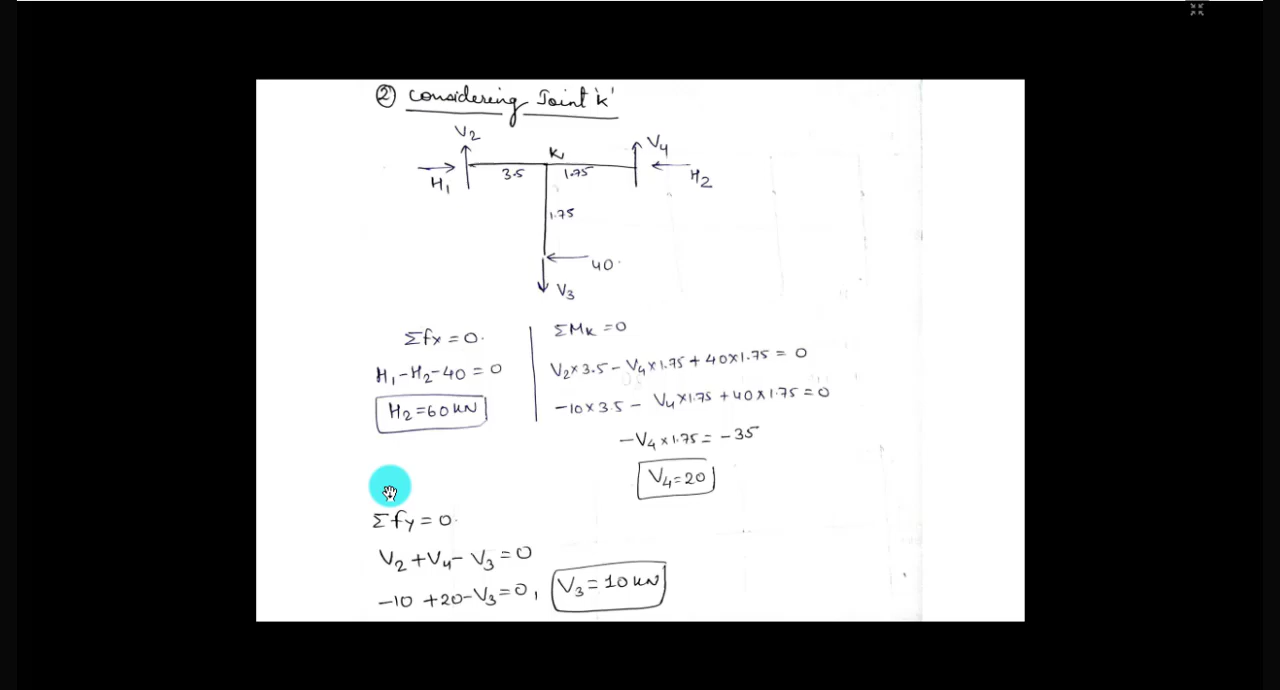 ② Considering Joint 'K'
V2
K
V4
H1
3.5
1.75
H2
1.75
40.
V3
Σfx = 0.
H1-H2-40 = 0
H2 = 60 kN
ΣMK = 0
V2 × 3.5 - V4 × 1.75 + 40 × 1.75 = 0
-10 × 3.5 - V4 × 1.75 + 40 × 1.75 = 0
-V4 × 1.75 = -35
V4 = 20
Σfy = 0.
V2 + V4 - V3 = 0
-10 + 20 - V3 = 0, V3 = 10 kN